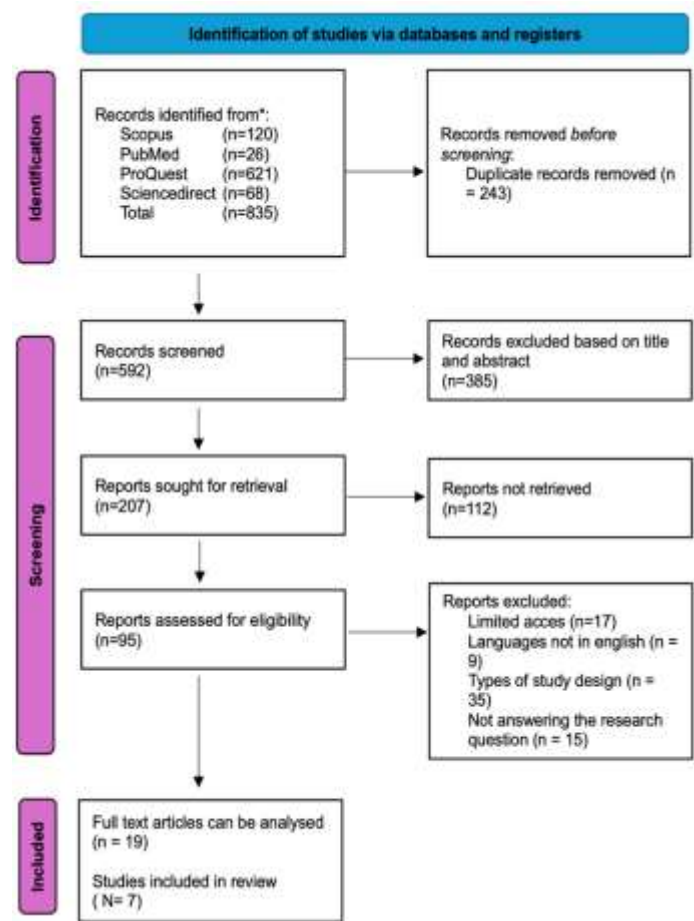 Identification of studies via databases and registers
Identification
Records identified from*:
Scopus (n=120)
PubMed (n=26)
ProQuest (n=621)
Sciencedirect (n=68)
Total (n=835)
Records removed before
screening:
Duplicate records removed (n
= 243)
Screening
Records screened
(n=592)
Records excluded based on title
and abstract
(n=385)
Reports sought for retrieval
(n=207)
Reports not retrieved
(n=112)
Reports assessed for eligibility
(n=95)
Reports excluded:
Limited acces (n=17)
Languages not in english (n =
9)
Types of study design (n =
35)
Not answering the research
question (n = 15)
Included
Full text articles can be analysed
(n = 19)
Studies included in review
( N= 7)